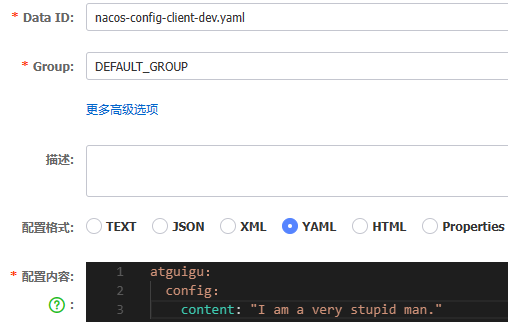 * Data ID: nacos-config-client-dev.yaml
* Group: DEFAULT_GROUP
更多高级选项
描述:
配置格式: TEXT JSON XML YAML HTML Properties
* 配置内容: 1 atguigu:
2 config:
? : 3 content: "I am a very stupid man."